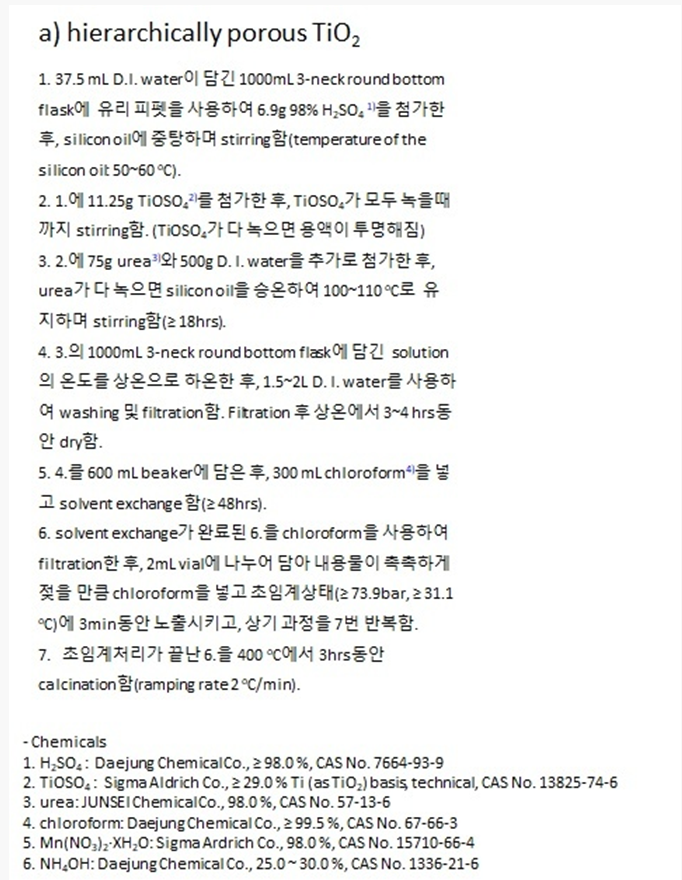 a) hierarchically porous TiO₂
1. 37.5 mL D.I. water이 담긴 1000mL 3-neck round bottom
flask에 유리 피펫을 사용하여 6.9g 98% H₂SO₄ ¹⁾을 첨가한
후, silicon oil에 중탕하며 stirring함(temperature of the
silicon oit 50~60 ℃).
2. 1.에 11.25g TiOSO₄²⁾를 첨가한 후, TiOSO₄가 모두 녹을때
까지 stirring함. (TiOSO₄가 다 녹으면 용액이 투명해짐)
3. 2.에 75g urea³⁾와 500g D. I. water을 추가로 첨가한 후,
urea가 다 녹으면 silicon oil을 승온하여 100~110 ℃로 유
지하며 stirring함(≥ 18hrs).
4. 3.의 1000mL 3-neck round bottom flask에 담긴 solution
의 온도를 상온으로 하온한 후, 1.5~2L D. I. water를 사용하
여 washing 및 filtration함. Filtration 후 상온에서 3~4 hrs동
안 dry함.
5. 4.를 600 mL beaker에 담은 후, 300 mL chloroform⁴⁾을 넣
고 solvent exchange 함(≥ 48hrs).
6. solvent exchange가 완료된 6.을 chloroform을 사용하여
filtration한 후, 2mL vial에 나누어 담아 내용물이 촉촉하게
젖을 만큼 chloroform을 넣고 초임계상태(≥ 73.9bar, ≥ 31.1
℃)에 3min동안 노출시키고, 상기 과정을 7번 반복함.
7. 초임계처리가 끝난 6.을 400 ℃에서 3hrs동안
calcination함(ramping rate 2 ℃/min).
- Chemicals
1. H₂SO₄ : Daejung Chemical Co., ≥ 98.0 %, CAS No. 7664-93-9
2. TiOSO₄ : Sigma Aldrich Co., ≥ 29.0 % Ti (as TiO₂) basis, technical, CAS No. 13825-74-6
3. urea: JUNSEI Chemical Co., 98.0 %, CAS No. 57-13-6
4. chloroform: Daejung Chemical Co., ≥ 99.5 %, CAS No. 67-66-3
5. Mn(NO₃)₂·XH₂O: Sigma Ardrich Co., 98.0 %, CAS No. 15710-66-4
6. NH₄OH: Daejung Chemical Co., 25.0 ~ 30.0 %, CAS No. 1336-21-6